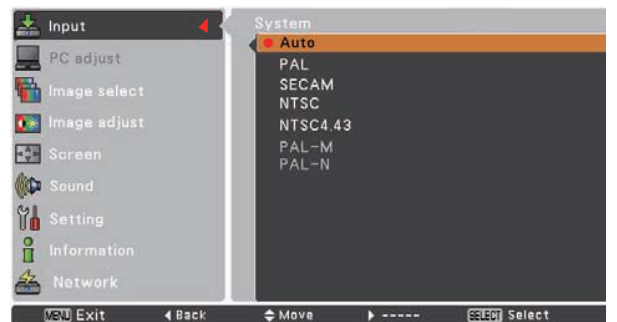 Input
PC adjust
Image select
Image adjust
Screen
Sound
Setting
Information
Network
System
Auto
PAL
SECAM
NTSC
NTSC4.43
PAL-M
PAL-N
MENU Exit ◀ Back Move ▶ ----- SELECT Select